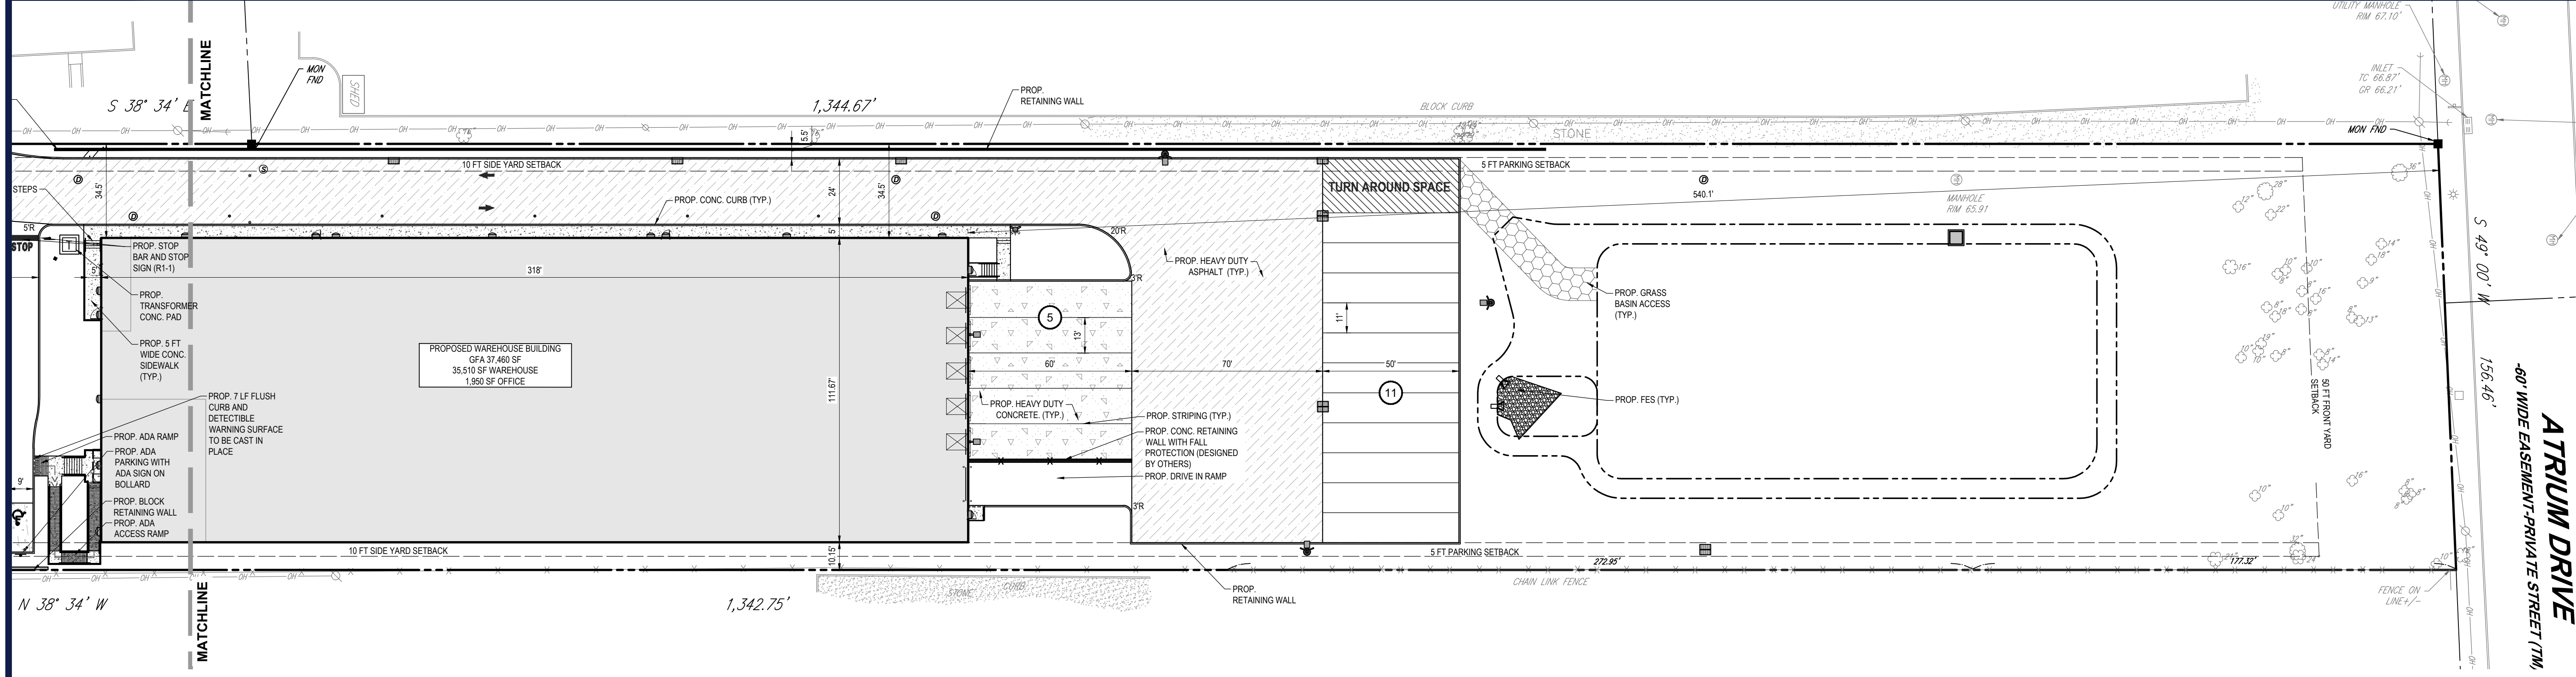 UTILITY MANHOLE
RIM 67.10'
INLET
TC 66.87'
GR 66.21'
MON FND
MATCHLINE
MON
FND
SHED
S 38° 34' E
1,344.67'
PROP.
RETAINING WALL
BLOCK CURB
STONE
5.5'
10 FT SIDE YARD SETBACK
5 FT PARKING SETBACK
STEPS
34.5'
24'
34.5'
TURN AROUND SPACE
540.1'
MANHOLE
RIM 65.91
36"
28"
12"
22"
PROP. CONC. CURB (TYP.)
5'R
STOP
T
5'
20'R
PROP. STOP
BAR AND STOP
SIGN (R1-1)
5'
318'
PROP. HEAVY DUTY
ASPHALT (TYP.)
3'R
PROP.
TRANSFORMER
CONC. PAD
PROP. GRASS
BASIN ACCESS
(TYP.)
5
13'
11'
PROP. 5 FT
WIDE CONC.
SIDEWALK
(TYP.)
PROPOSED WAREHOUSE BUILDING
GFA 37,460 SF
35,510 SF WAREHOUSE
1,950 SF OFFICE
111.67'
60'
70'
50'
11
PROP. 7 LF FLUSH
CURB AND
DETECTIBLE
WARNING SURFACE
TO BE CAST IN
PLACE
PROP. HEAVY DUTY
CONCRETE. (TYP.)
PROP. STRIPING (TYP.)
PROP. FES (TYP.)
PROP. CONC. RETAINING
WALL WITH FALL
PROTECTION (DESIGNED
BY OTHERS)
PROP. DRIVE IN RAMP
PROP. ADA RAMP
PROP. ADA
PARKING WITH
ADA SIGN ON
BOLLARD
9'
PROP. BLOCK
RETAINING WALL
PROP. ADA
ACCESS RAMP
3'R
50 FT FRONT YARD
SETBACK
S 49° 00' W
156.46'
ATRIUM DRIVE
-60' WIDE EASEMENT-PRIVATE STREET (TM,
10 FT SIDE YARD SETBACK
10.15'
5 FT PARKING SETBACK
272.95'
177.32'
CHAIN LINK FENCE
FENCE ON
LINE+/-
STONE
CURB
PROP.
RETAINING WALL
N 38° 34' W
1,342.75'
MATCHLINE